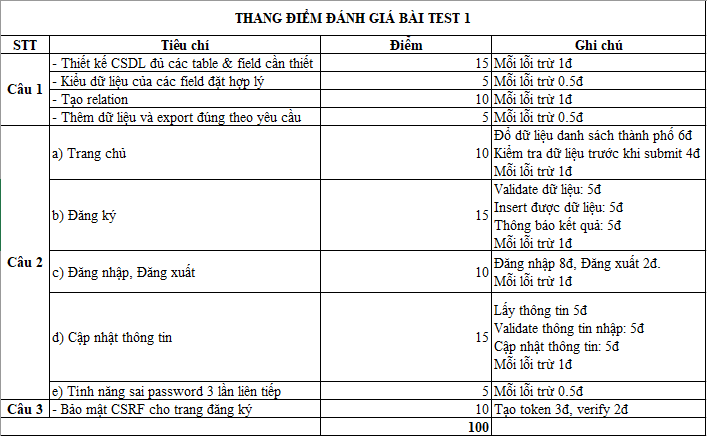 THANG ĐIỂM ĐÁNH GIÁ BÀI TEST 1
STT Tiêu chí Điểm Ghi chú
Câu 1
- Thiết kế CSDL đủ các table & field cần thiết 15 Mỗi lỗi trừ 1đ
- Kiểu dữ liệu của các field đặt hợp lý 5 Mỗi lỗi trừ 0.5đ
- Tạo relation 10 Mỗi lỗi trừ 1đ
- Thêm dữ liệu và export đúng theo yêu cầu 5 Mỗi lỗi trừ 0.5đ
Câu 2
a) Trang chủ 10
Đổ dữ liệu danh sách thành phố 6đ
Kiểm tra dữ liệu trước khi submit 4đ
Mỗi lỗi trừ 1đ
b) Đăng ký 15
Validate dữ liệu: 5đ
Insert được dữ liệu: 5đ
Thông báo kết quả: 5đ
Mỗi lỗi trừ 1đ
c) Đăng nhập, Đăng xuất 10
Đăng nhập 8đ, Đăng xuất 2đ.
Mỗi lỗi trừ 1đ
d) Cập nhật thông tin 15
Lấy thông tin 5đ
Validate thông tin nhập: 5đ
Cập nhật thông tin: 5đ
Mỗi lỗi trừ 1đ
e) Tính năng sai password 3 lần liên tiếp 5 Mỗi lỗi trừ 0.5đ
Câu 3 - Bảo mật CSRF cho trang đăng ký 10 Tạo token 3đ, verify 2đ
100